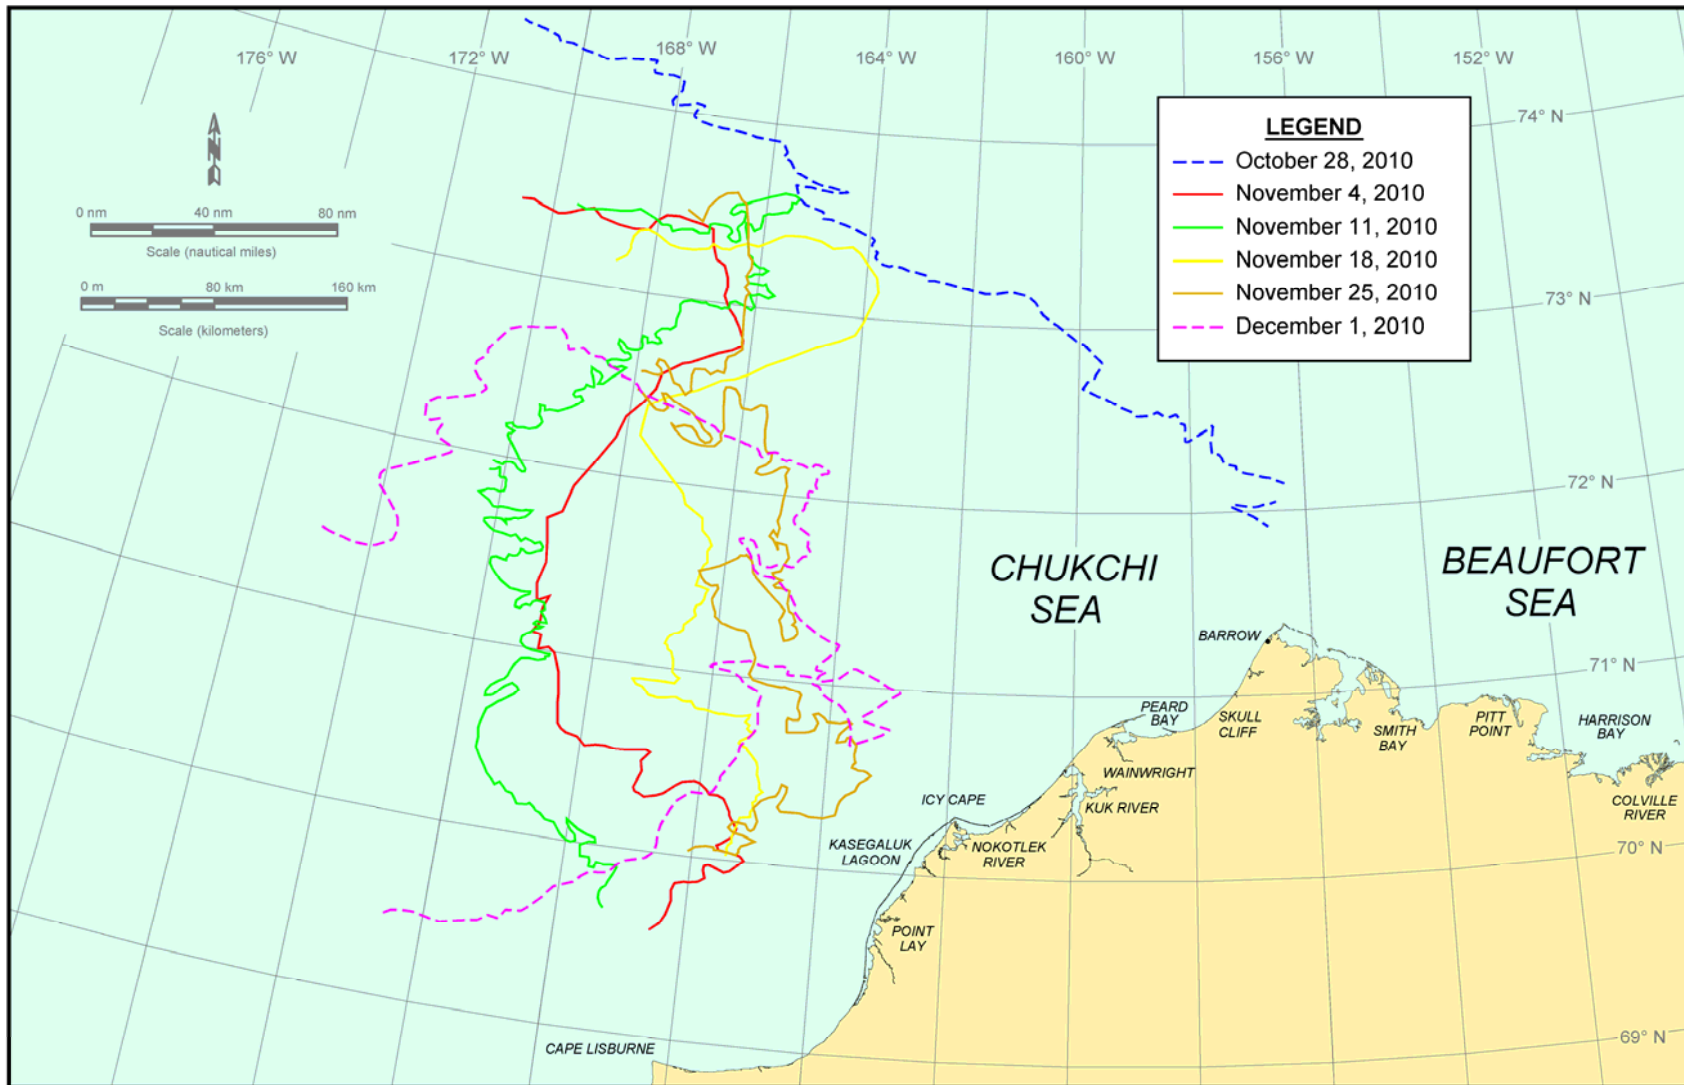 176° W
172° W
168° W
164° W
160° W
156° W
152° W
74° N
73° N
72° N
71° N
70° N
69° N
N
0 nm 40 nm 80 nm
Scale (nautical miles)
0 m 80 km 160 km
Scale (kilometers)
LEGEND
October 28, 2010
November 4, 2010
November 11, 2010
November 18, 2010
November 25, 2010
December 1, 2010
CHUKCHI
SEA
BEAUFORT
SEA
BARROW
PEARD
BAY
SKULL
CLIFF
SMITH
BAY
PITT
POINT
HARRISON
BAY
WAINWRIGHT
KUK RIVER
COLVILLE
RIVER
ICY CAPE
NOKOTLEK
RIVER
KASEGALUK
LAGOON
POINT
LAY
CAPE LISBURNE